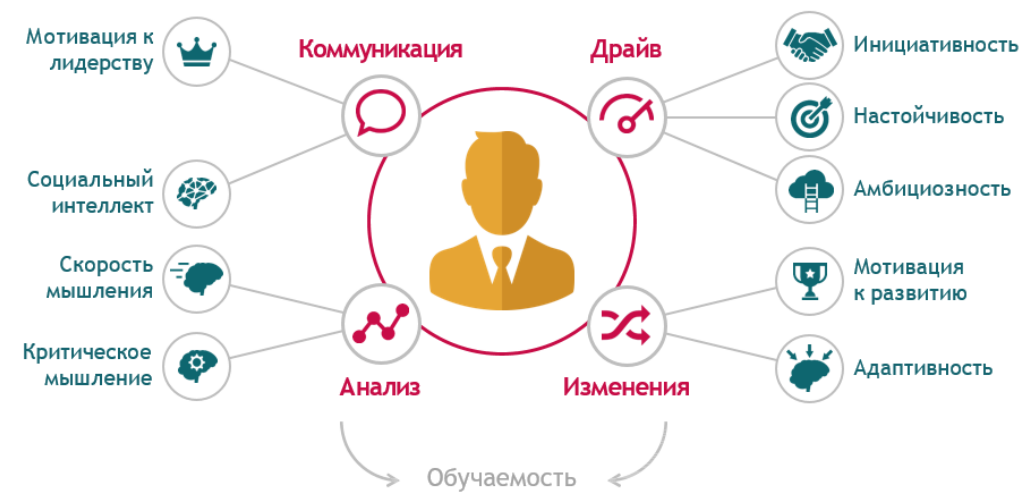 Мотивация к
лидерству
Коммуникация
Социальный
интеллект
Драйв
Инициативность
Настойчивость
Амбициозность
Скорость
мышления
Критическое
мышление
Анализ
Изменения
Мотивация
к развитию
Адаптивность
Обучаемость